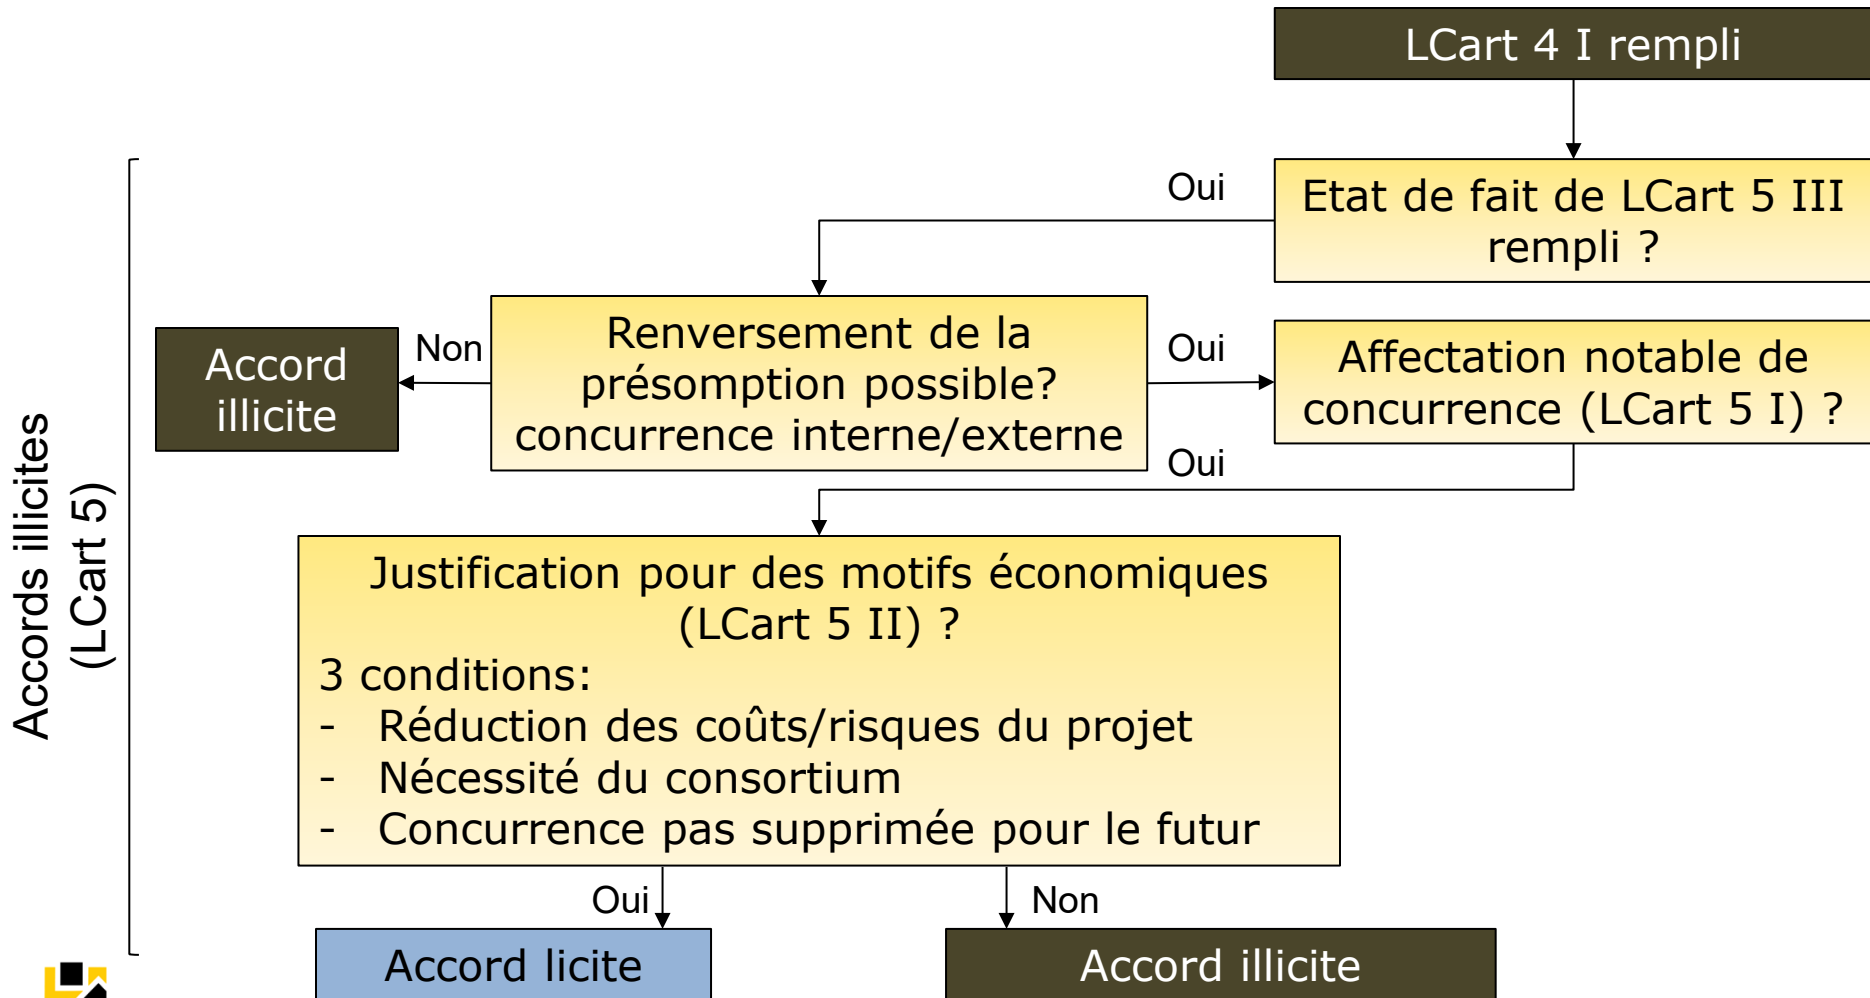 LCart 4 I rempli
Oui
Etat de fait de LCart 5 III
rempli ?
Accord
illicite
Non
Renversement de la
présomption possible?
concurrence interne/externe
Oui
Affectation notable de
concurrence (LCart 5 I) ?
Oui
Accords illicites
(LCart 5)
Justification pour des motifs économiques
(LCart 5 II) ?
3 conditions:
- Réduction des coûts/risques du projet
- Nécessité du consortium
- Concurrence pas supprimée pour le futur
Oui
Non
Accord licite
Accord illicite